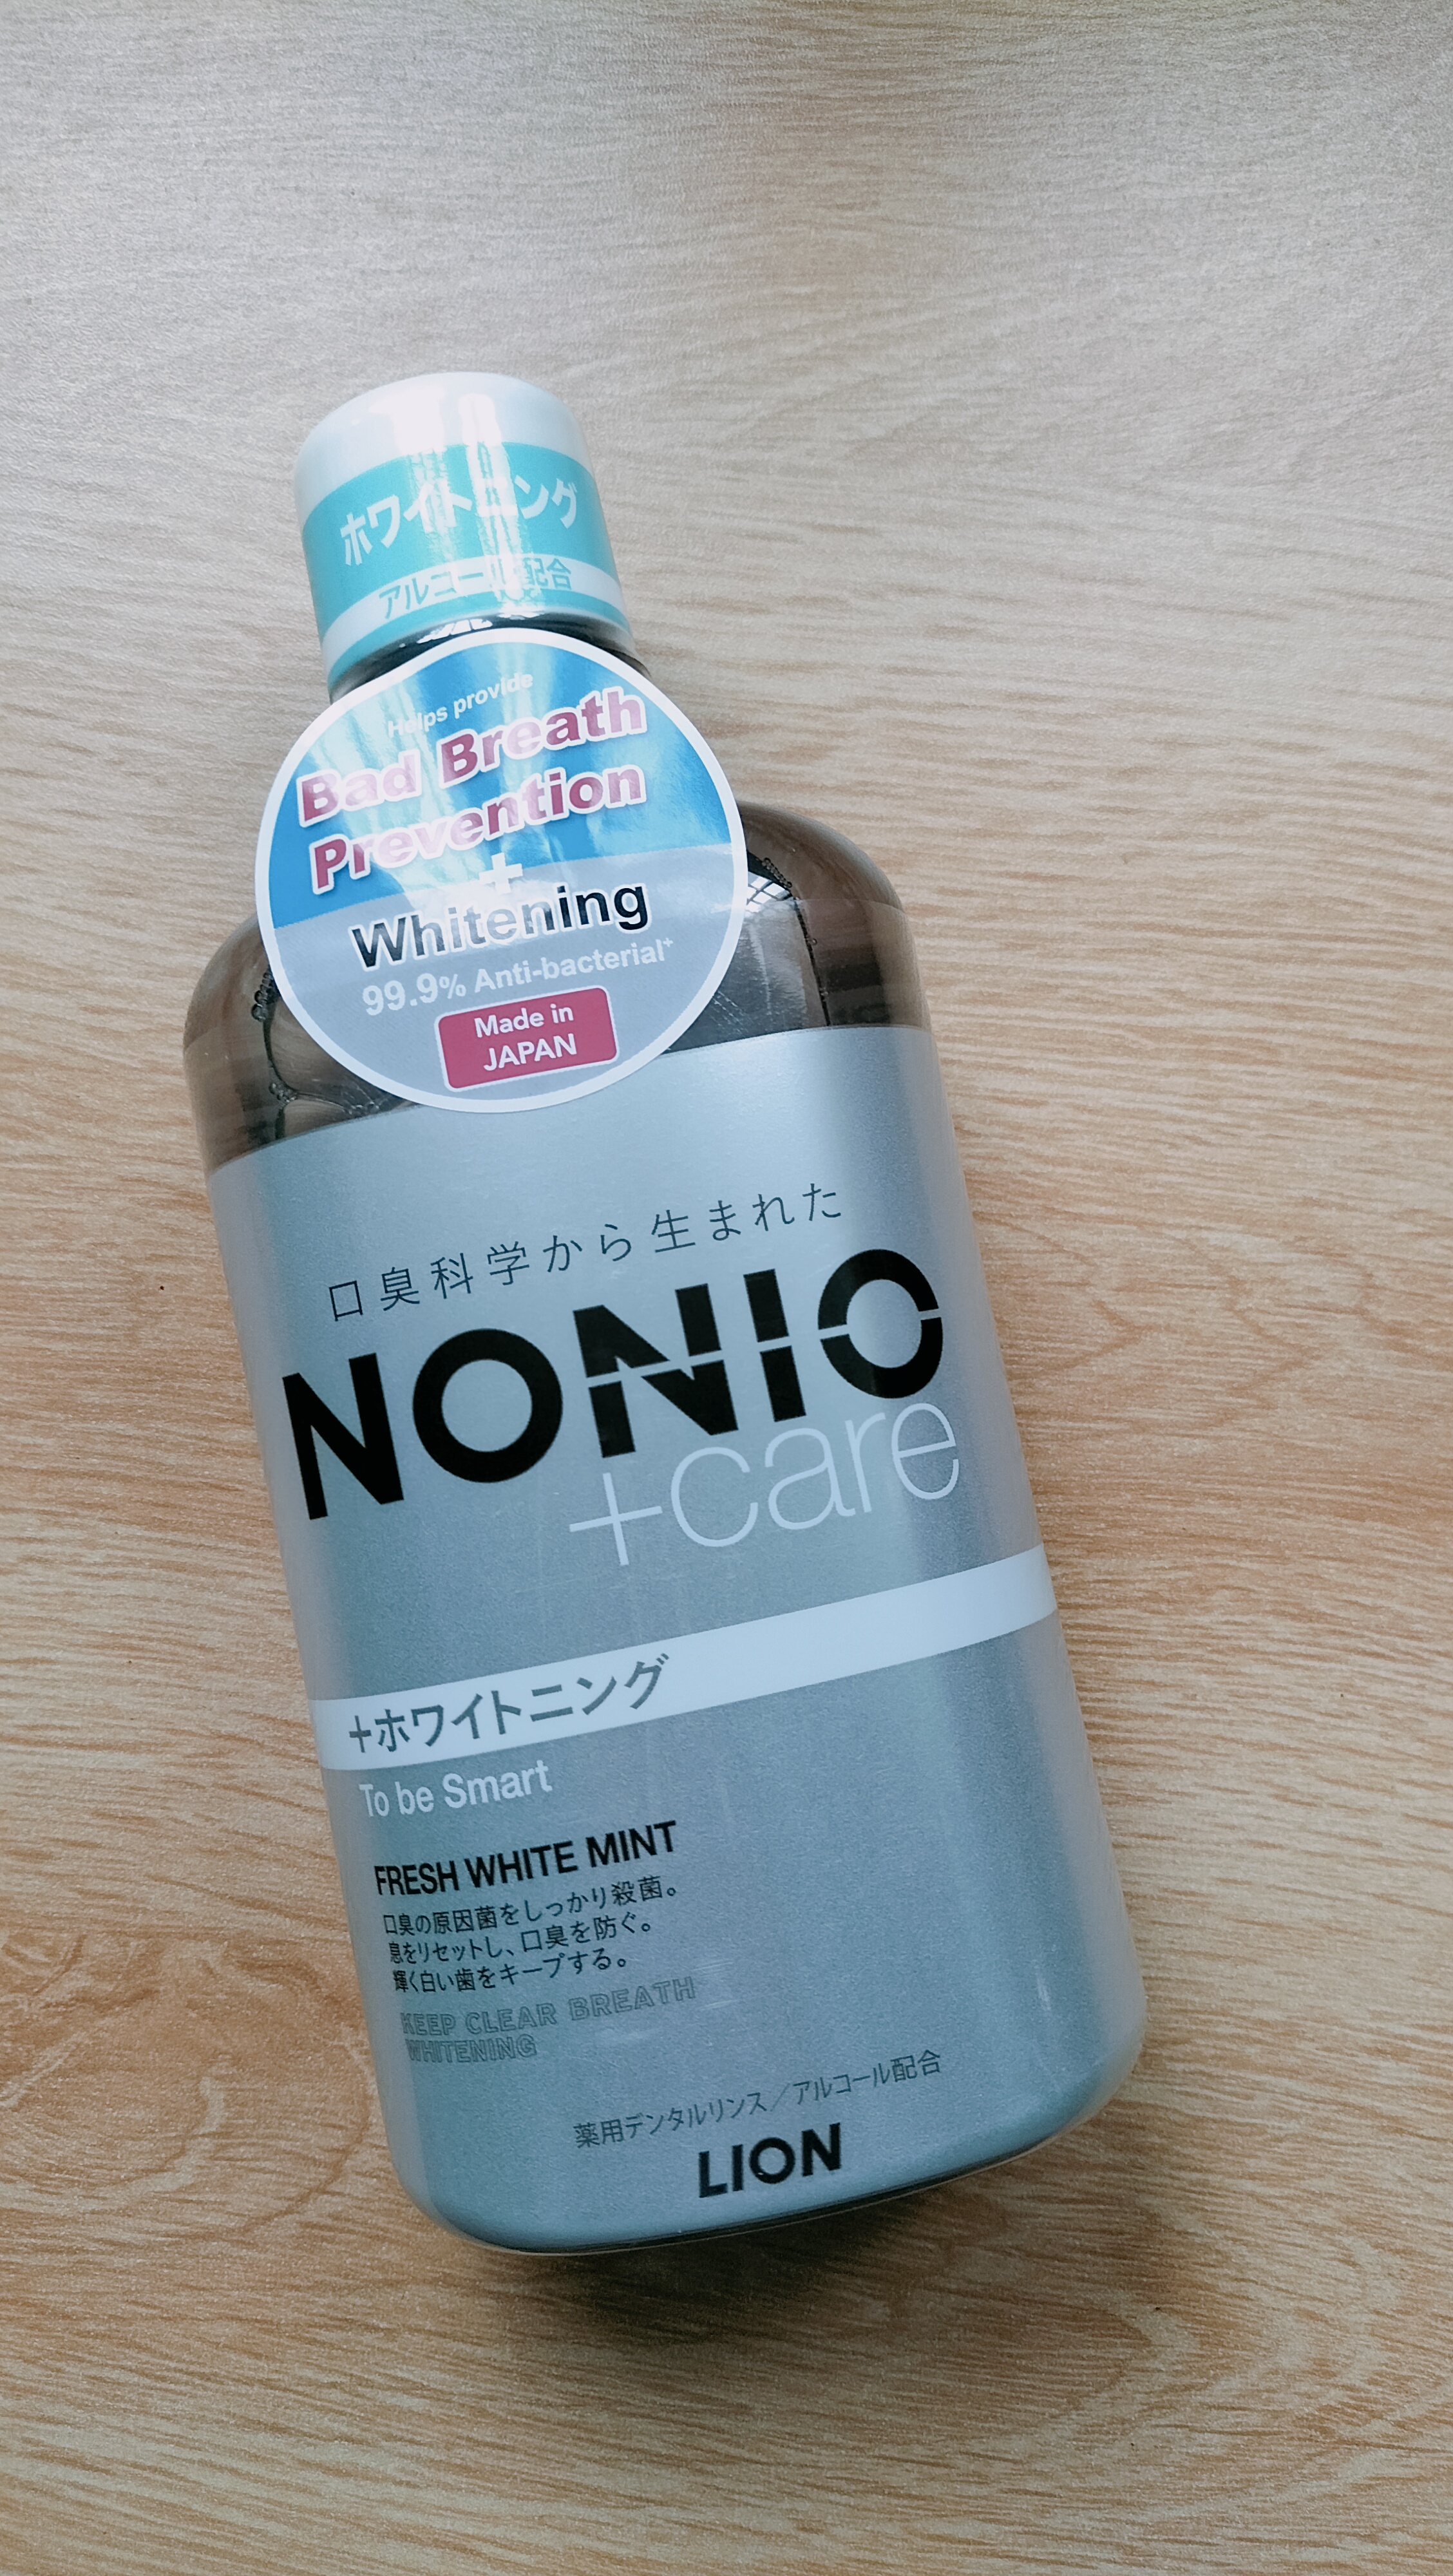 ホワイトニング
アルコール配合
Helps provide
Bad Breath
Prevention
+
Whitening
99.9% Anti-bacterial+
Made in
JAPAN
口臭科学から生まれた
NONIO
+care
+ホワイトニング
To be Smart
FRESH WHITE MINT
口臭の原因菌をしっかり殺菌。
息をリセットし、口臭を防ぐ。
輝く白い歯をキープする。
KEEP CLEAR BREATH
WHITENING
薬用デンタルリンス／アルコール配合
LION